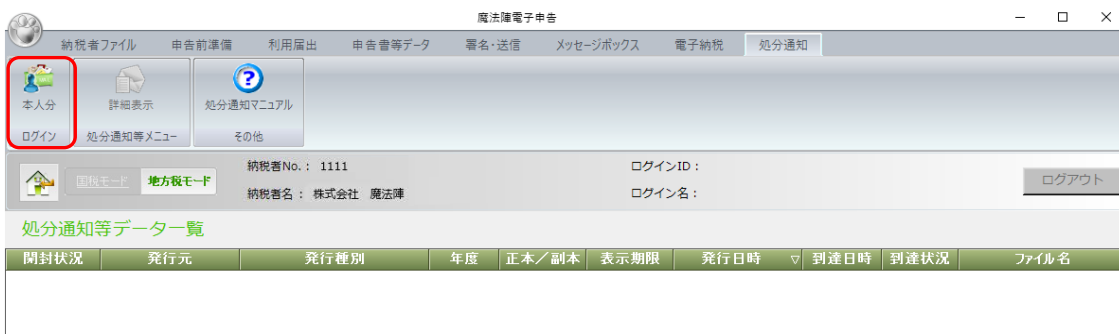 魔法陣電子申告
納税者ファイル 申告前準備 利用届出 申告書等データ 署名・送信 メッセージボックス 電子納税 処分通知
本人分 詳細表示 処分通知マニュアル
ログイン 処分通知等メニュー その他
国税モード 地方税モード 納税者No.： 1111 ログインID：
納税者名 ： 株式会社 魔法陣 ログイン名： ログアウト
処分通知等データ一覧
開封状況 発行元 発行種別 年度 正本／副本 表示期限 発行日時 ▽ 到達日時 到達状況 ファイル名